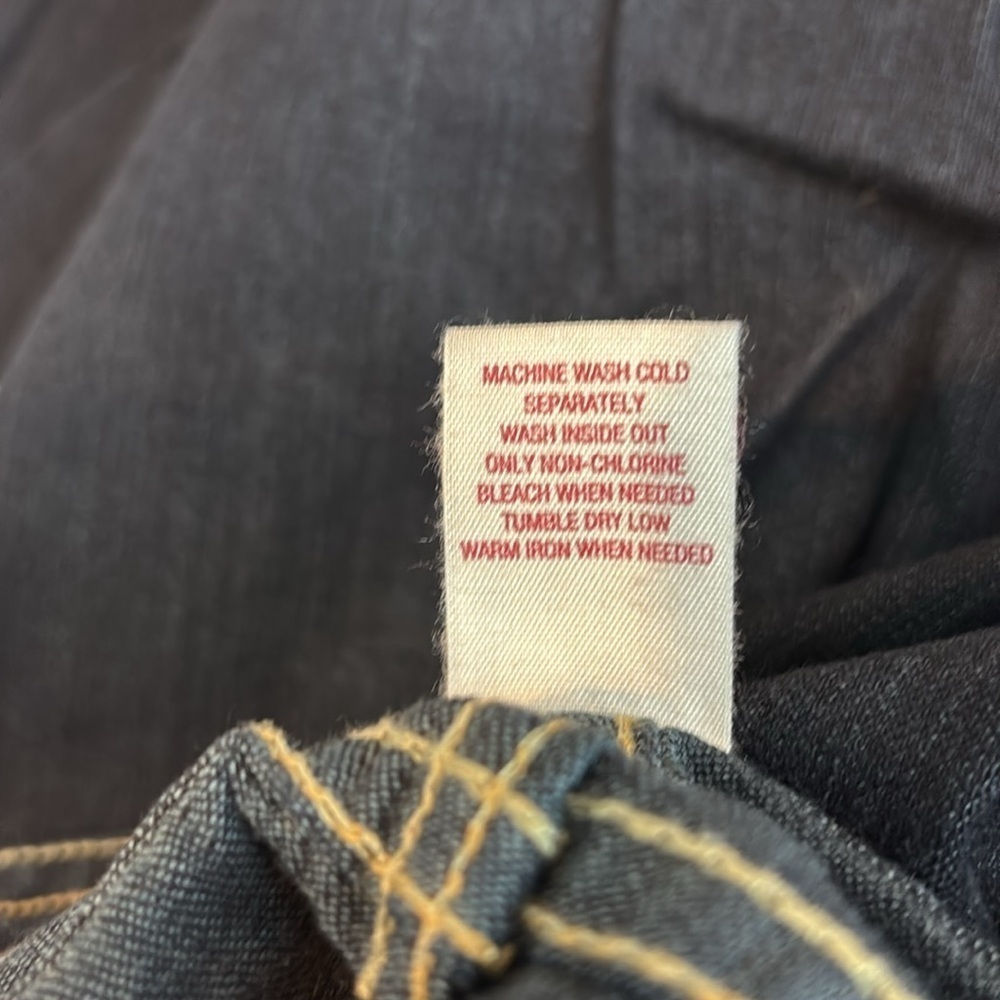 MACHINE WASH COLD
SEPARATELY
WASH INSIDE OUT
ONLY NON-CHLORINE
BLEACH WHEN NEEDED
TUMBLE DRY LOW
WARM IRON WHEN NEEDED